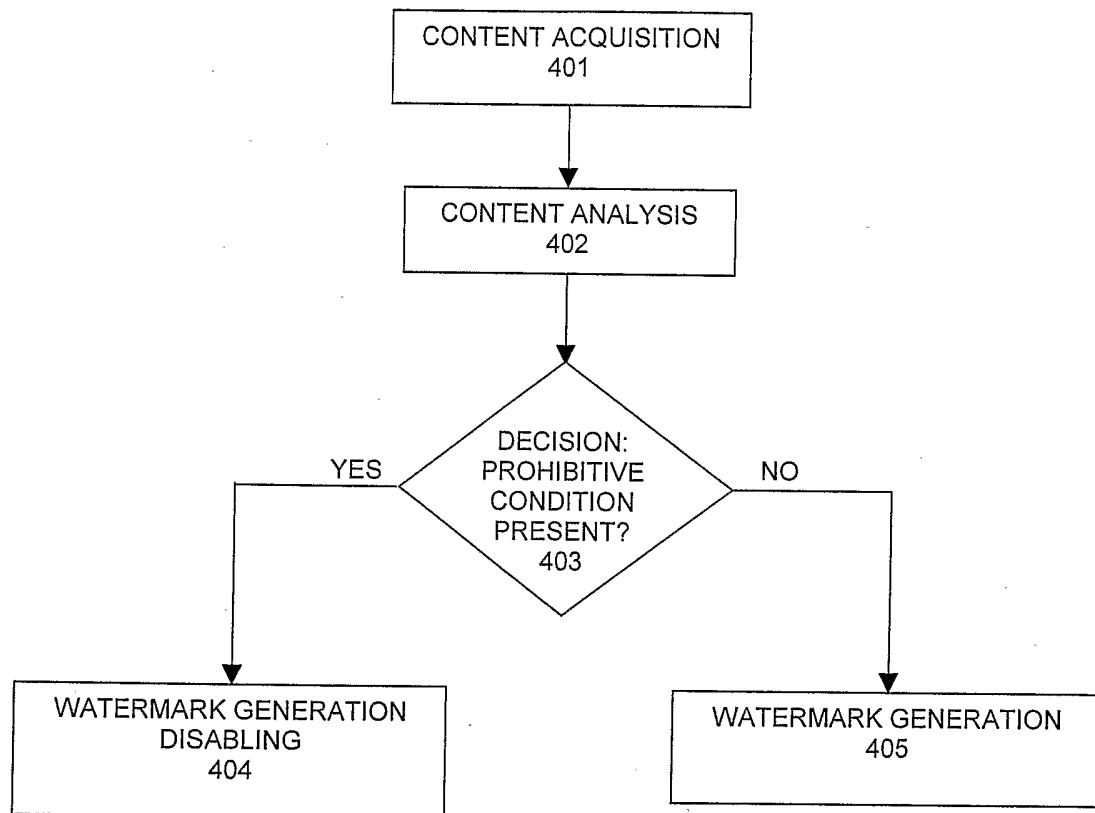 CONTENT ACQUISITION
401
CONTENT ANALYSIS
402
DECISION:
PROHIBITIVE
CONDITION
PRESENT?
403
YES
NO
WATERMARK GENERATION
DISABLING
404
WATERMARK GENERATION
405